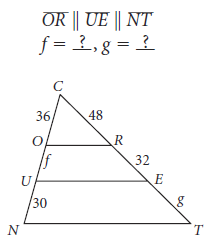 OR || UE || NT
f = ?, g = ?
C
36 48
O R
f 32
U E
30 g
N T